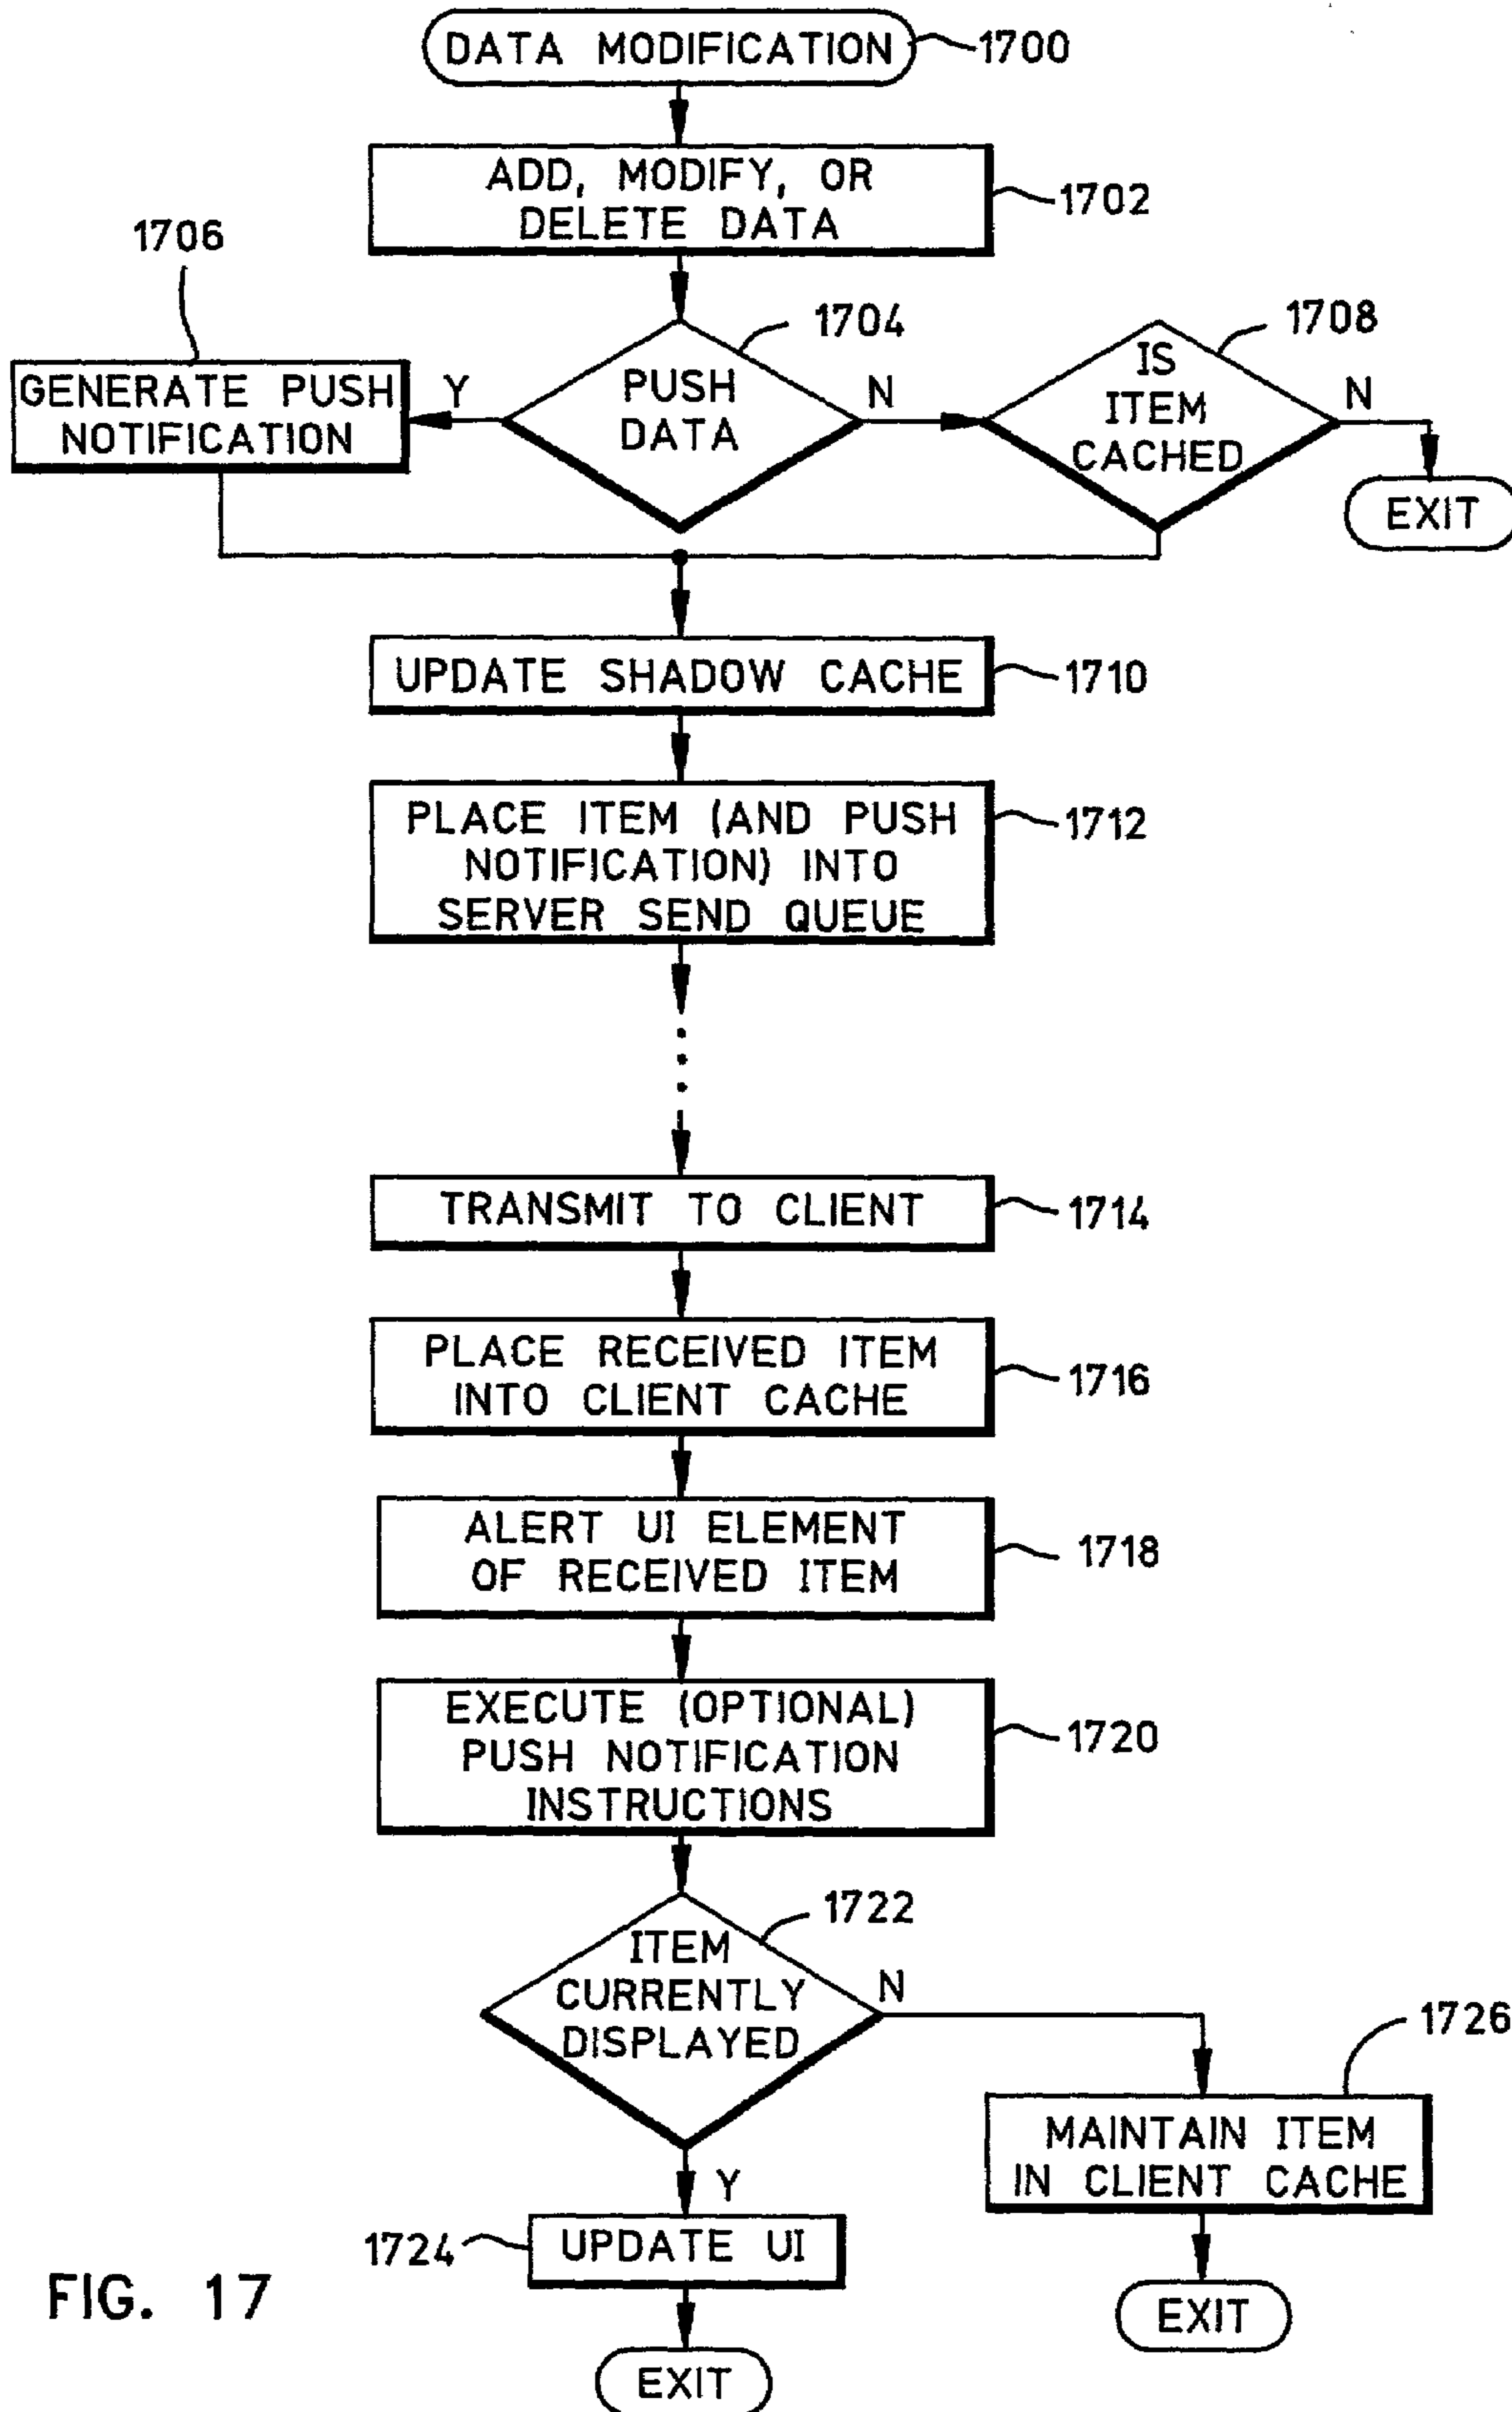 DATA MODIFICATION
1700
ADD, MODIFY, OR
DELETE DATA
1702
1706
GENERATE PUSH
NOTIFICATION
Y
PUSH
DATA
1704
N
IS
ITEM
CACHED
1708
N
EXIT
UPDATE SHADOW CACHE
1710
PLACE ITEM (AND PUSH
NOTIFICATION) INTO
SERVER SEND QUEUE
1712
TRANSMIT TO CLIENT
1714
PLACE RECEIVED ITEM
INTO CLIENT CACHE
1716
ALERT UI ELEMENT
OF RECEIVED ITEM
1718
EXECUTE (OPTIONAL)
PUSH NOTIFICATION
INSTRUCTIONS
1720
ITEM
CURRENTLY
DISPLAYED
1722
N
1726
MAINTAIN ITEM
IN CLIENT CACHE
EXIT
Y
1724
UPDATE UI
EXIT
FIG. 17